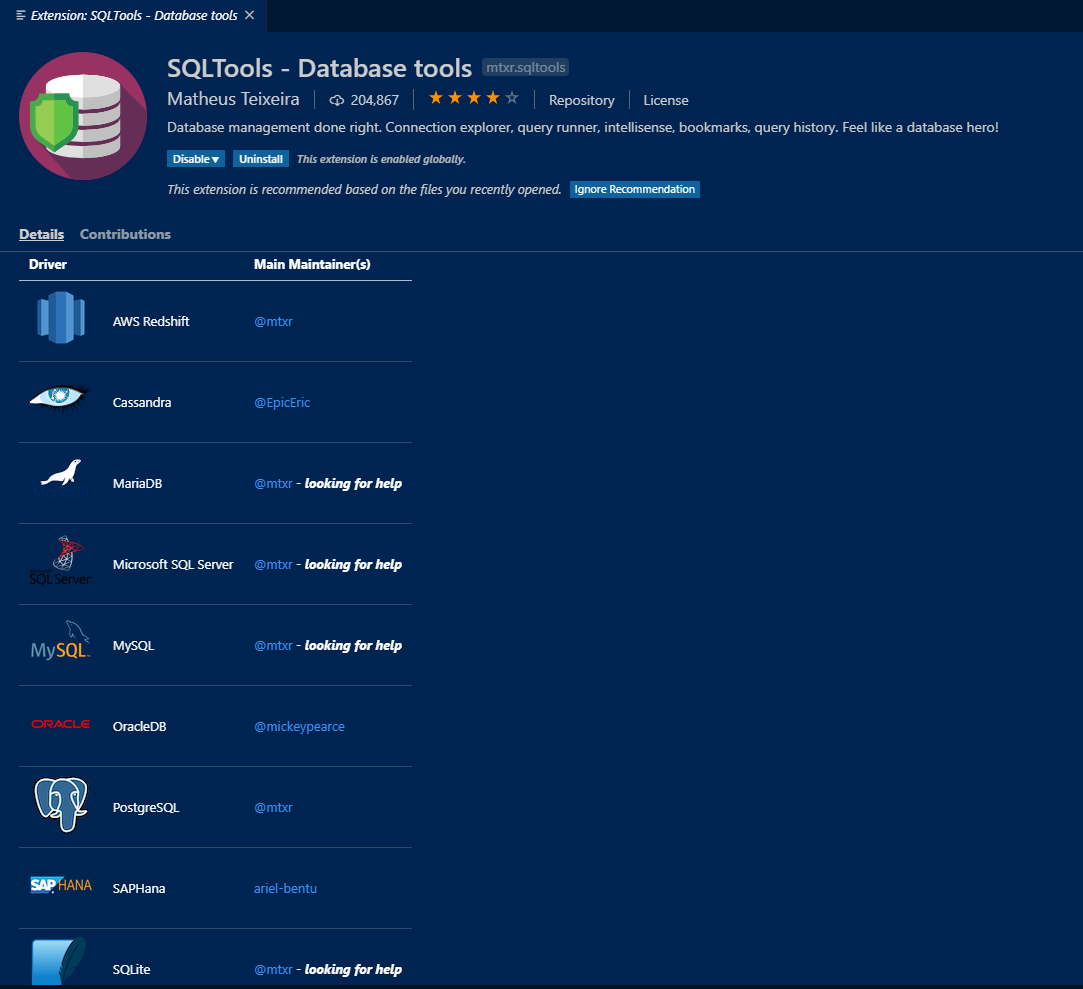 Extension: SQLTools - Database tools
SQLTools - Database tools mtxr.sqltools
Matheus Teixeira 204,867 Repository License
Database management done right. Connection explorer, query runner, intellisense, bookmarks, query history. Feel like a database hero!
Disable Uninstall This extension is enabled globally.
This extension is recommended based on the files you recently opened. Ignore Recommendation
Details Contributions
Driver Main Maintainer(s)
AWS Redshift @mtxr
Cassandra @EpicEric
MariaDB @mtxr - looking for help
Microsoft SQL Server @mtxr - looking for help
SQL Server
MySQL MySQL @mtxr - looking for help
ORACLE OracleDB @mickeypearce
PostgreSQL @mtxr
SAP HANA SAPHana ariel-bentu
SQLite @mtxr - looking for help